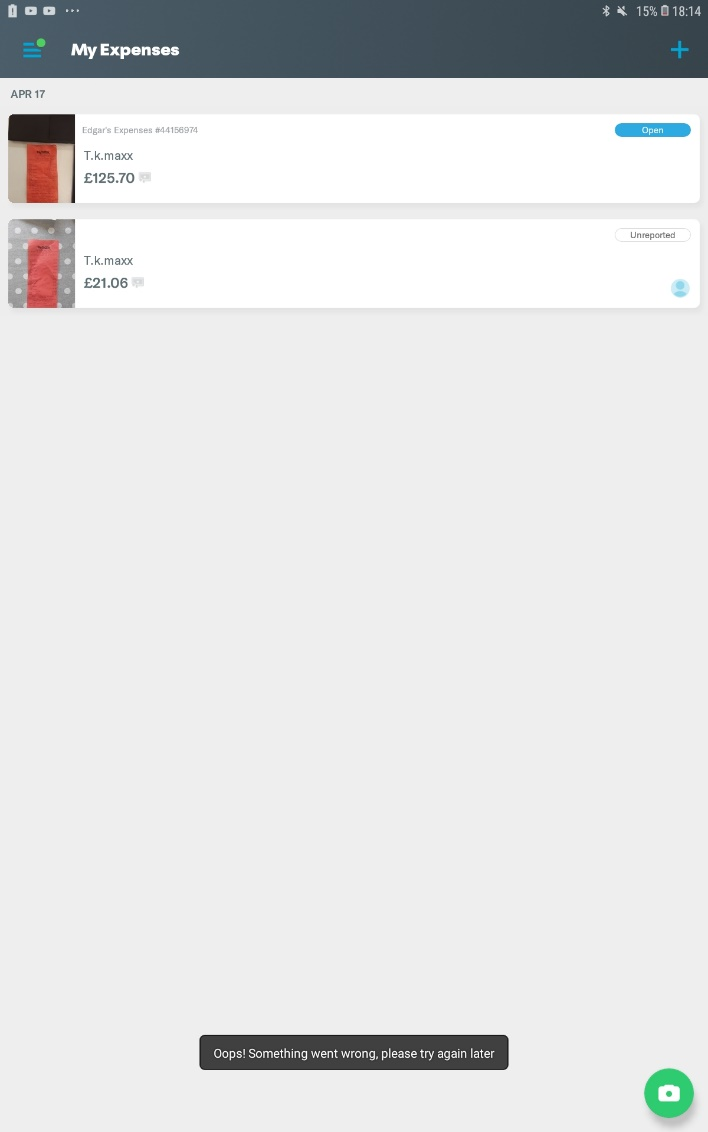 15% 18:14
My Expenses
APR 17
Edgar's Expenses #44156974
Open
T.k.maxx
£125.70
Unreported
T.k.maxx
£21.06
Oops! Something went wrong, please try again later